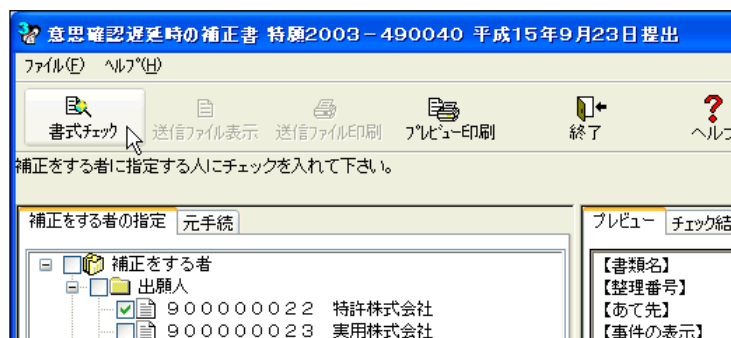 意思確認遅延時の補正書 特願2003－490040 平成15年9月23日提出
ﾌｧｲﾙ(F) ﾍﾙﾌﾟ(H)
書式ﾁｪｯｸ 送信ﾌｧｲﾙ表示 送信ﾌｧｲﾙ印刷 ﾌﾟﾚﾋﾞｭｰ印刷 終了 ﾍﾙﾌﾟ
補正をする者に指定する人にチェックを入れて下さい。
補正をする者の指定 元手続 プレビュー チェック結
補正をする者
出願人
９０００００００２２ 特許株式会社
９０００００００２３ 実用株式会社
【書類名】
【整理番号】
【あて先】
【事件の表示】